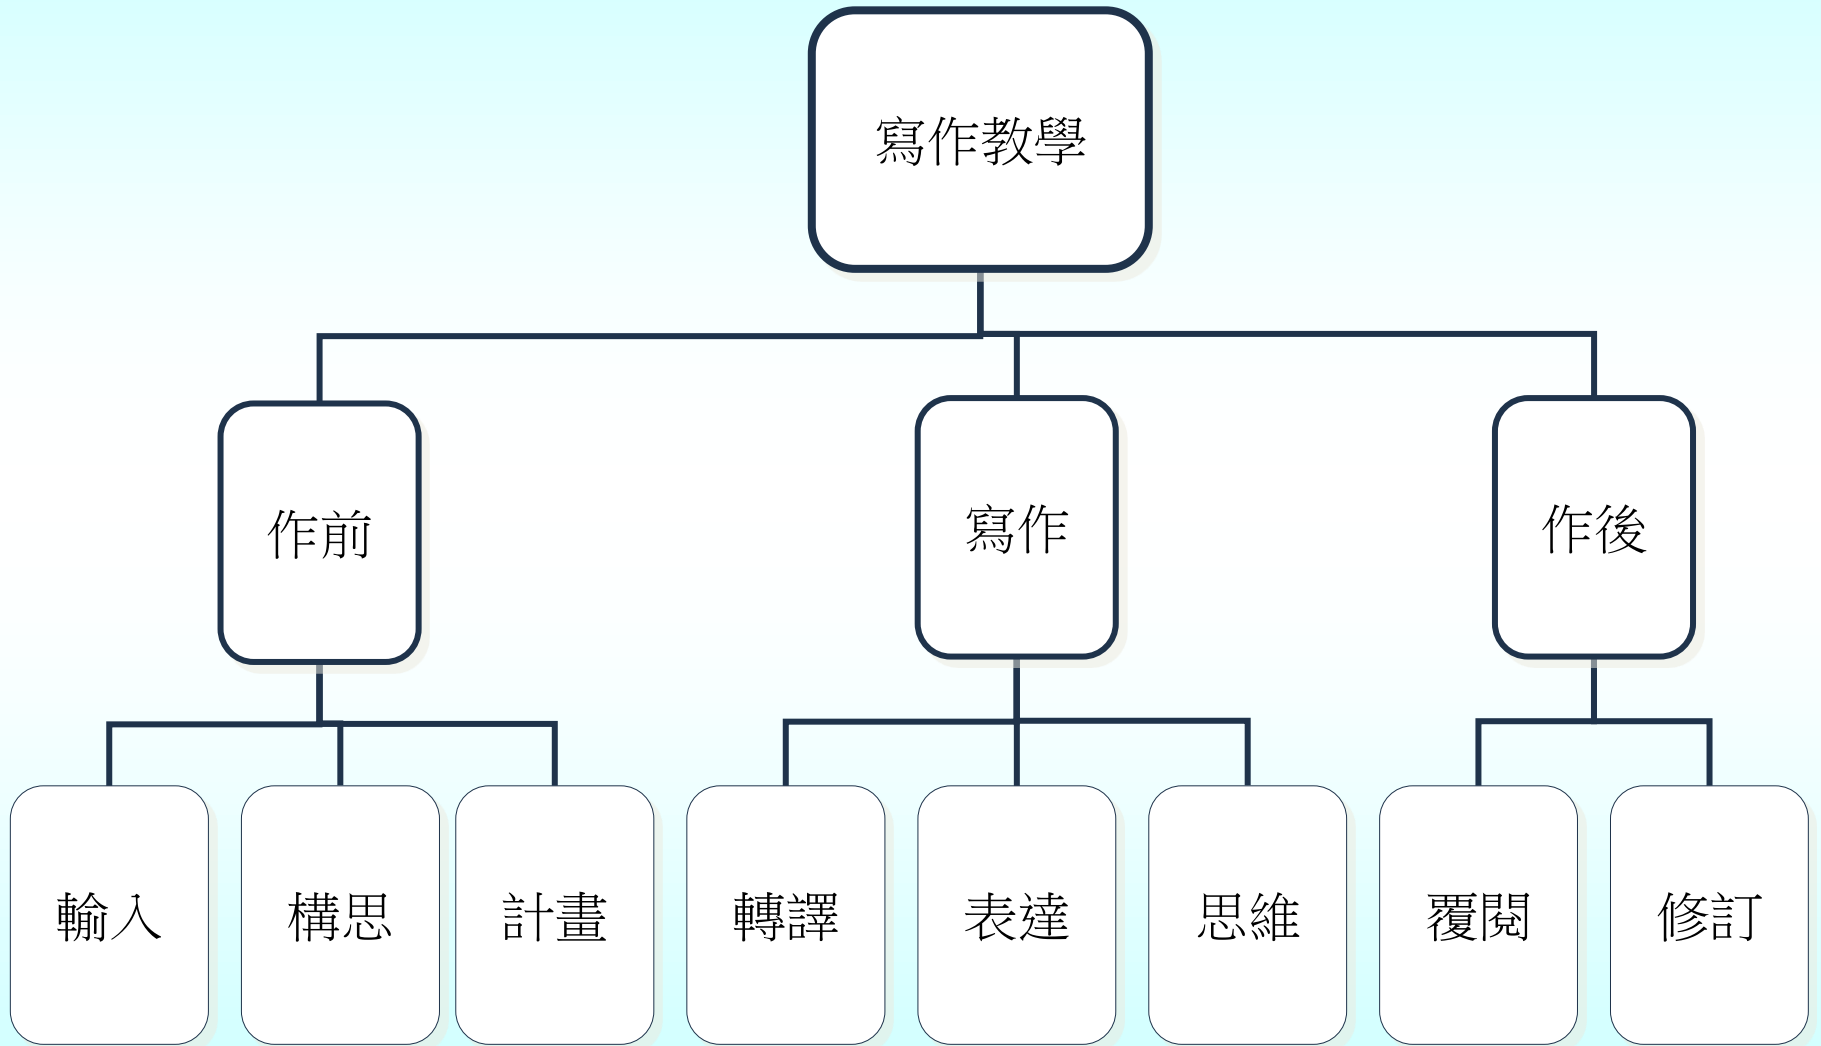 寫作教學
作前
寫作
作後
輸入
構思
計畫
轉譯
表達
思維
覆閱
修訂